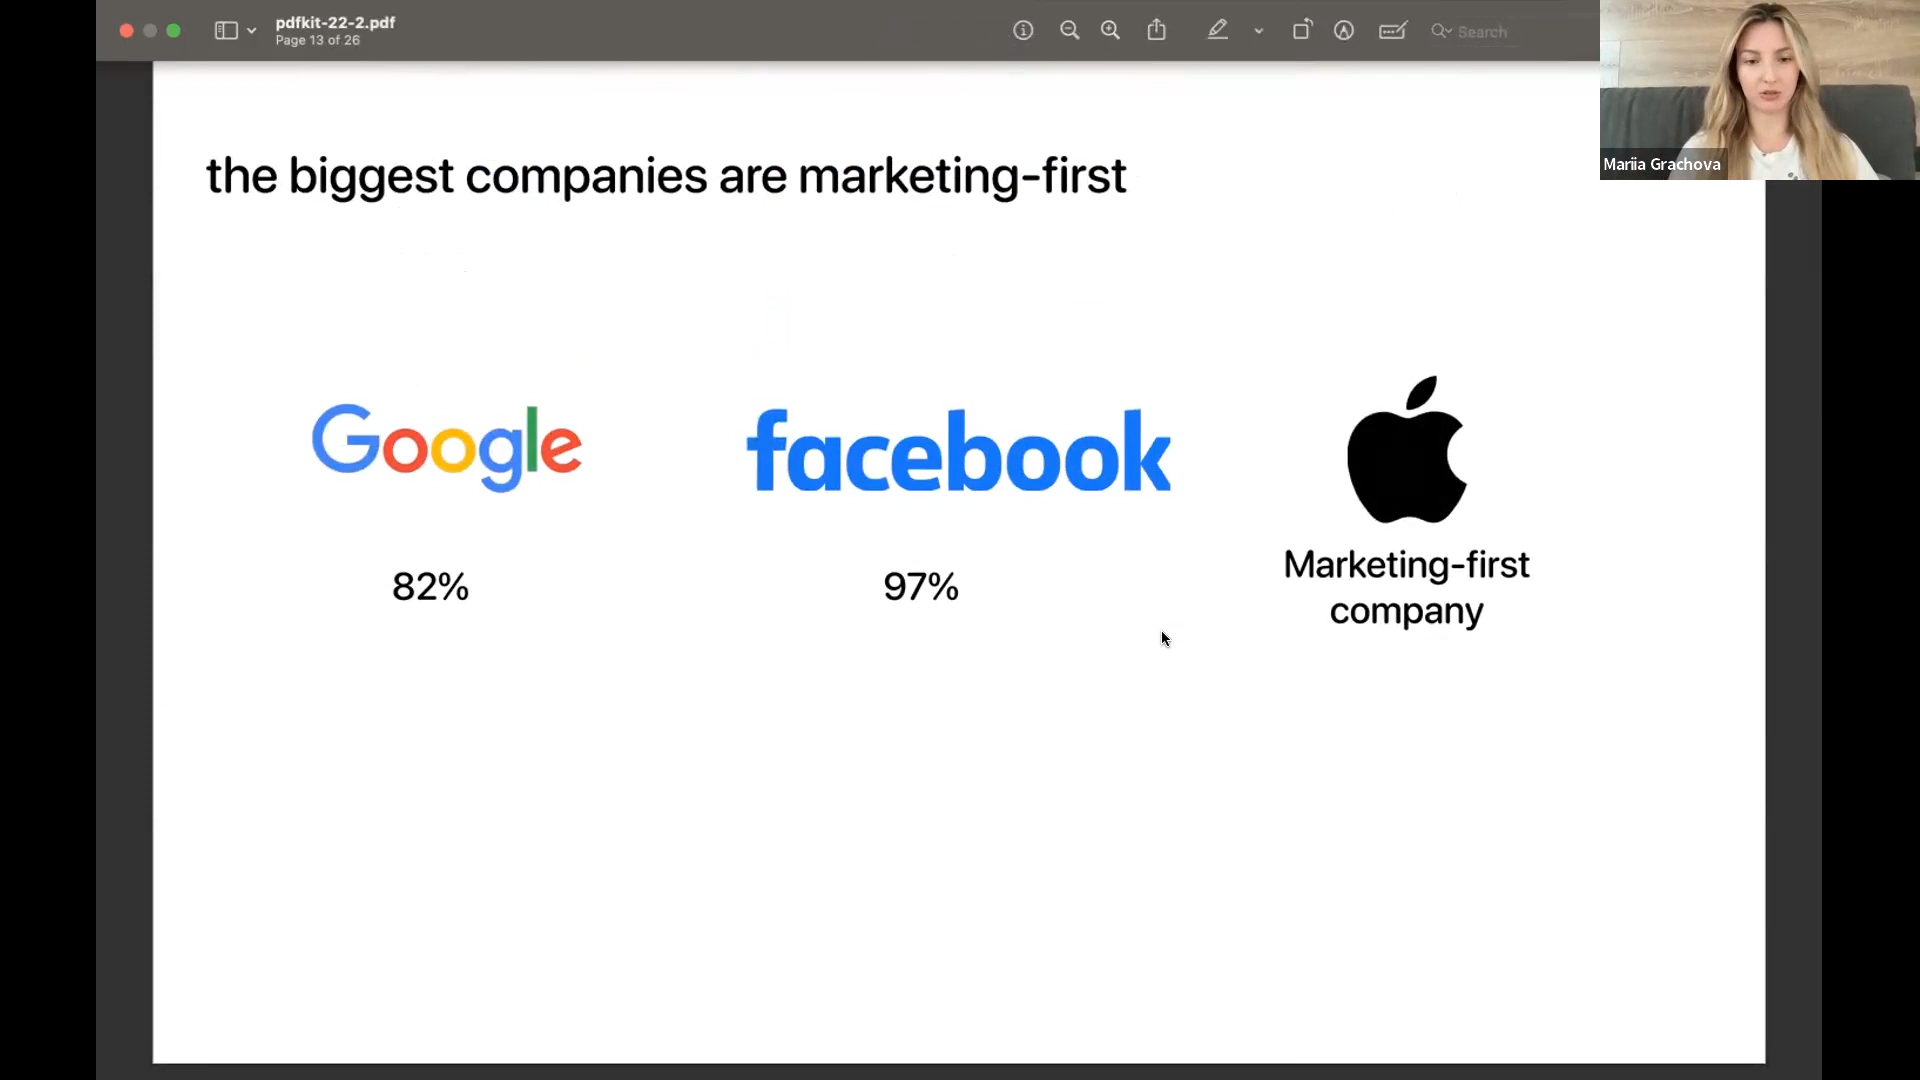 pdfkit-22-2.pdf
Page 13 of 26
Search
Mariia Grachova
the biggest companies are marketing-first
Google
facebook
82%
97%
Marketing-first
company